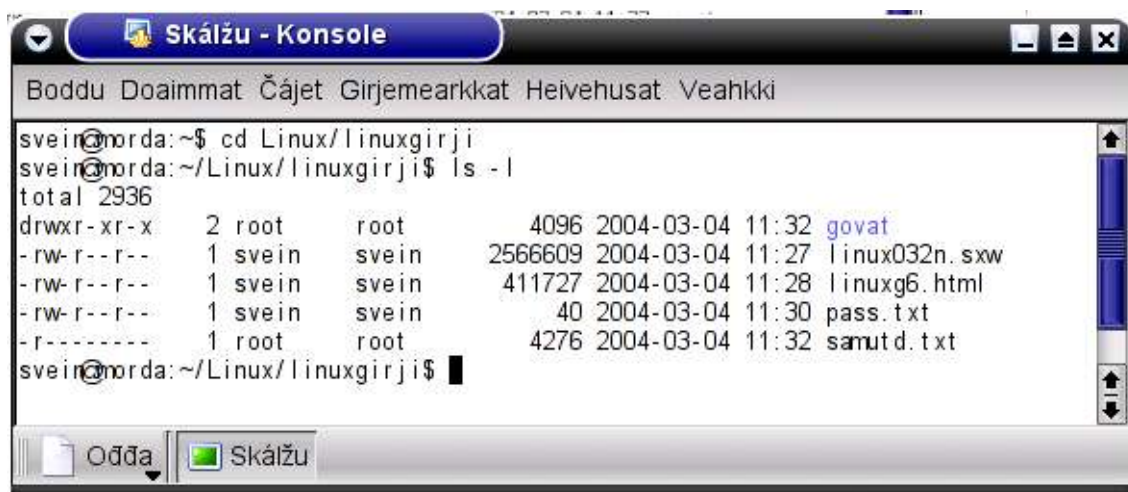 Skálžu - Konsole
Boddu Doaimmat Čájet Girjemearkkat Heivehusat Veahkki
svein@morda:~$ cd Linux/linuxgirji
svein@morda:~/Linux/linuxgirji$ ls -l
total 2936
drwxr-xr-x 2 root root 4096 2004-03-04 11:32 govat
-rw-r--r-- 1 svein svein 2566609 2004-03-04 11:27 linux032n.sxw
-rw-r--r-- 1 svein svein 411727 2004-03-04 11:28 linuxg6.html
-rw-r--r-- 1 svein svein 40 2004-03-04 11:30 pass.txt
-r-------- 1 root root 4276 2004-03-04 11:32 samutd.txt
svein@morda:~/Linux/linuxgirji$
Ođđa Skálžu